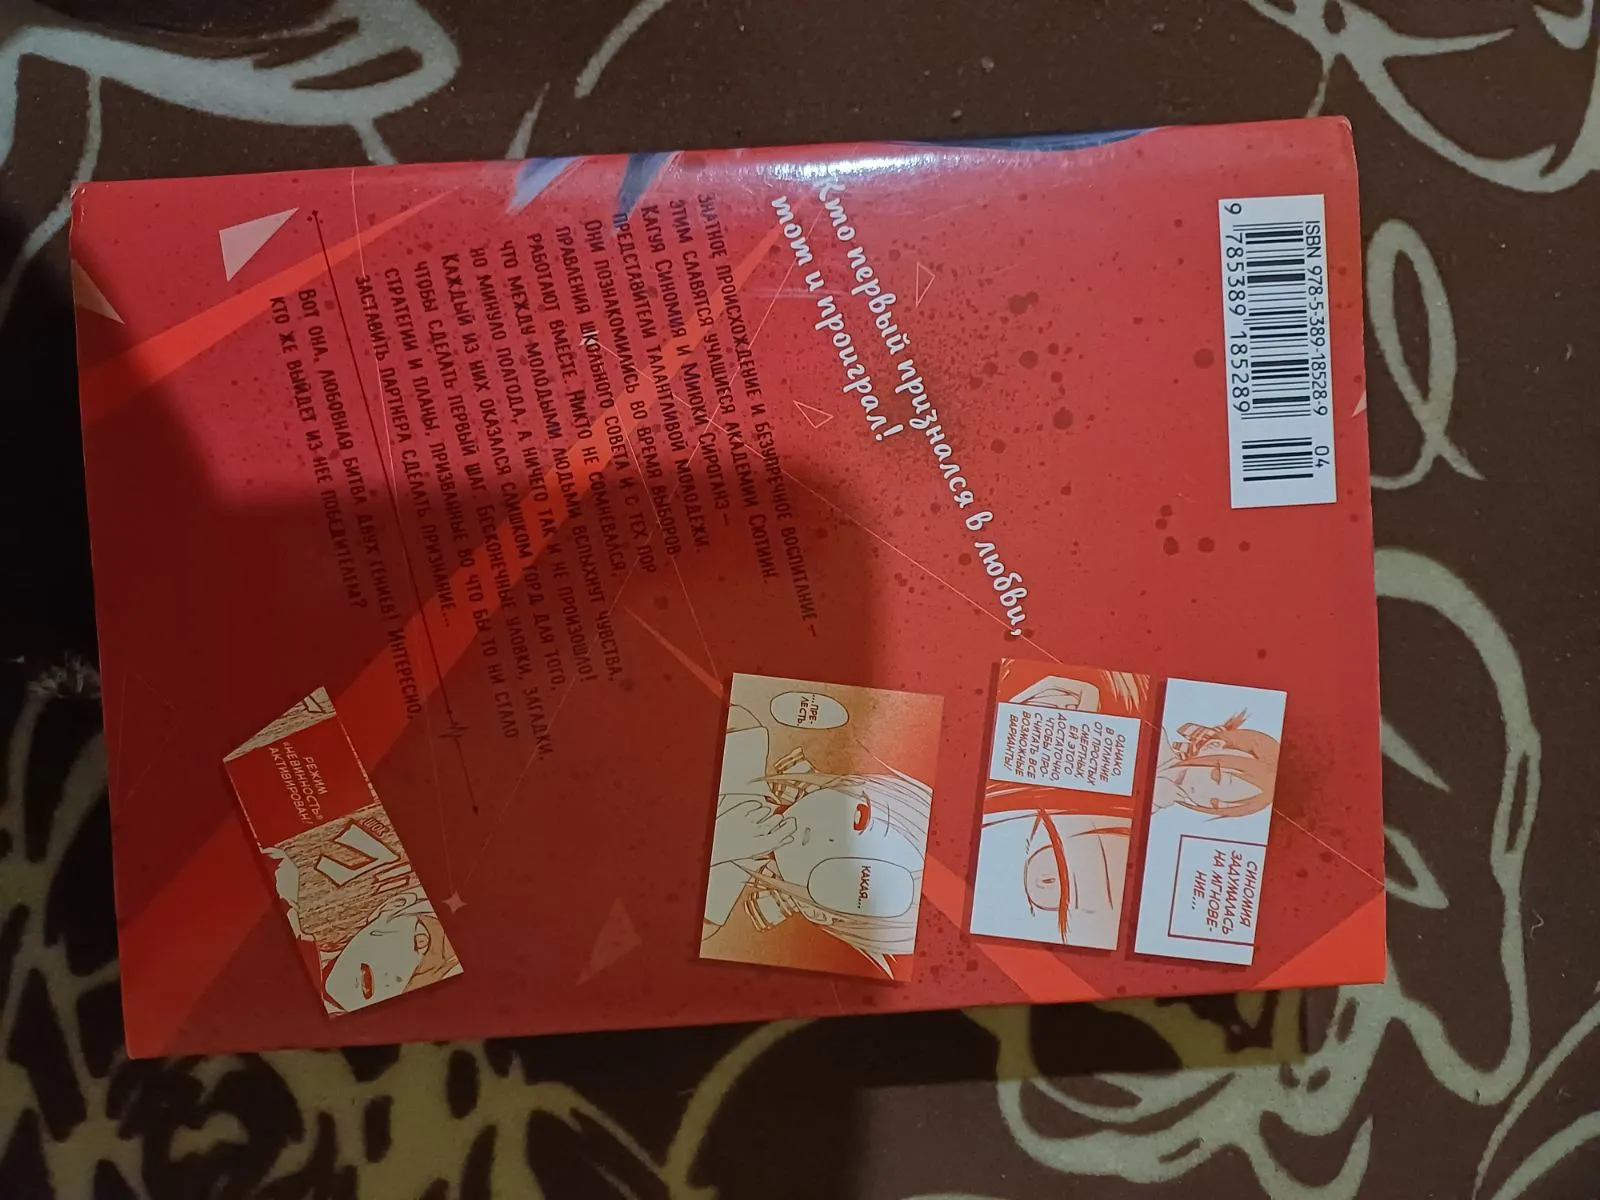 Кто первый признался в любви,
тот и проиграл!
Знатное происхождение и безупречное воспитание –
этим славятся учащиеся академии Сютиин.
Кагуя Синомия и Миюки Сироганэ –
представители талантливой молодежи.
Они познакомились во время выборов
правления школьного совета и с тех пор
работают вместе. Никто не сомневался,
что между молодыми людьми вспыхнут чувства,
но минуло полгода, а ничего так и не произошло!
Каждый из них оказался слишком горд для того,
чтобы сделать первый шаг. Бесконечные уловки, загадки,
стратегии и планы, призванные во что бы то ни стало
заставить партнера сделать признание...
Вот она, любовная битва двух гениев! Интересно,
кто же выйдет из нее победителем?
ISBN 978-5-389-18528-9
04
9 785389 185289
СИНОМИЯ
ЗАДУМАЛАСЬ
НА МГНОВЕ-
НИЕ...
ОДНАКО,
В ОТЛИЧИЕ
ОТ ПРОСТЫХ
СМЕРТНЫХ,
ЕЙ ЭТОГО
ДОСТАТОЧНО,
ЧТОБЫ ПРО-
СЧИТАТЬ ВСЕ
ВОЗМОЖНЫЕ
ВАРИАНТЫ!
КАКАЯ...
...ПРЕ-
ЛЕСТЬ.
РЕЖИМ
«НЕВИННОСТЬ»
АКТИВИРОВАН!
ШОК